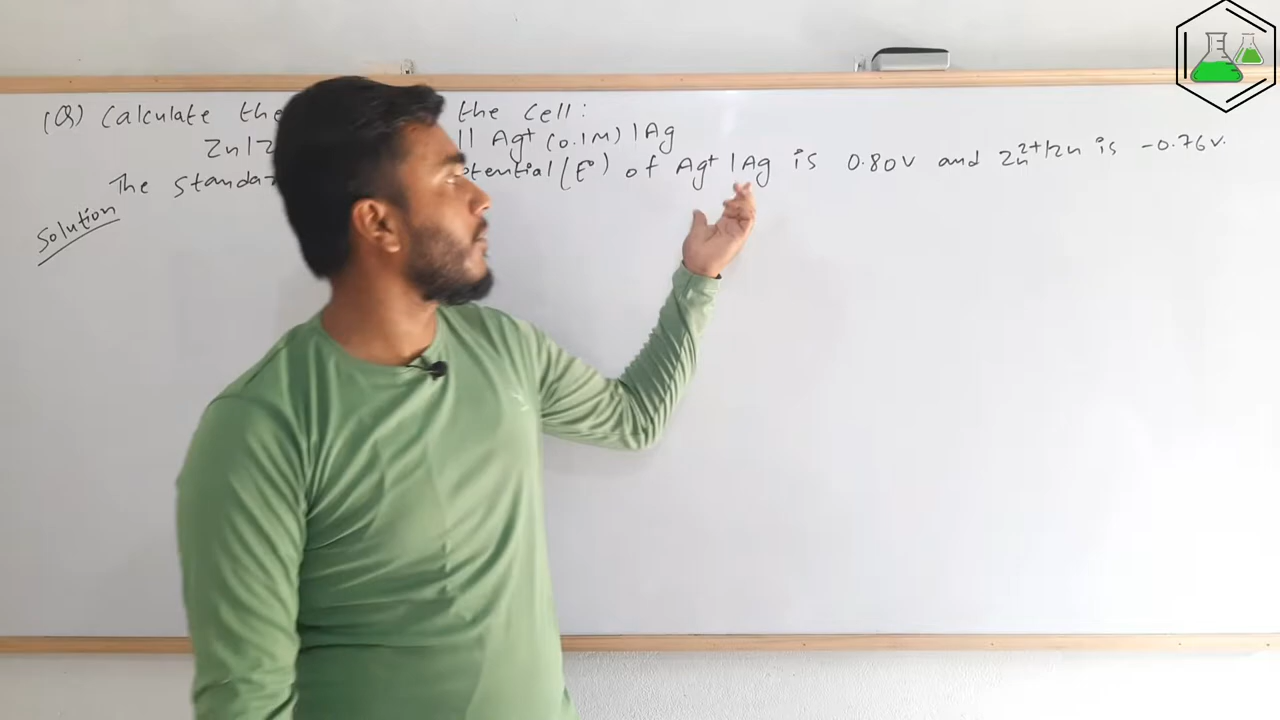 (Q) Calculate the the cell:
Zn|Z || Ag⁺ (0.1M) | Ag
The Standa tential (E°) of Ag⁺ | Ag is 0.80V and Zn²⁺/Zn is -0.76V.
Solution